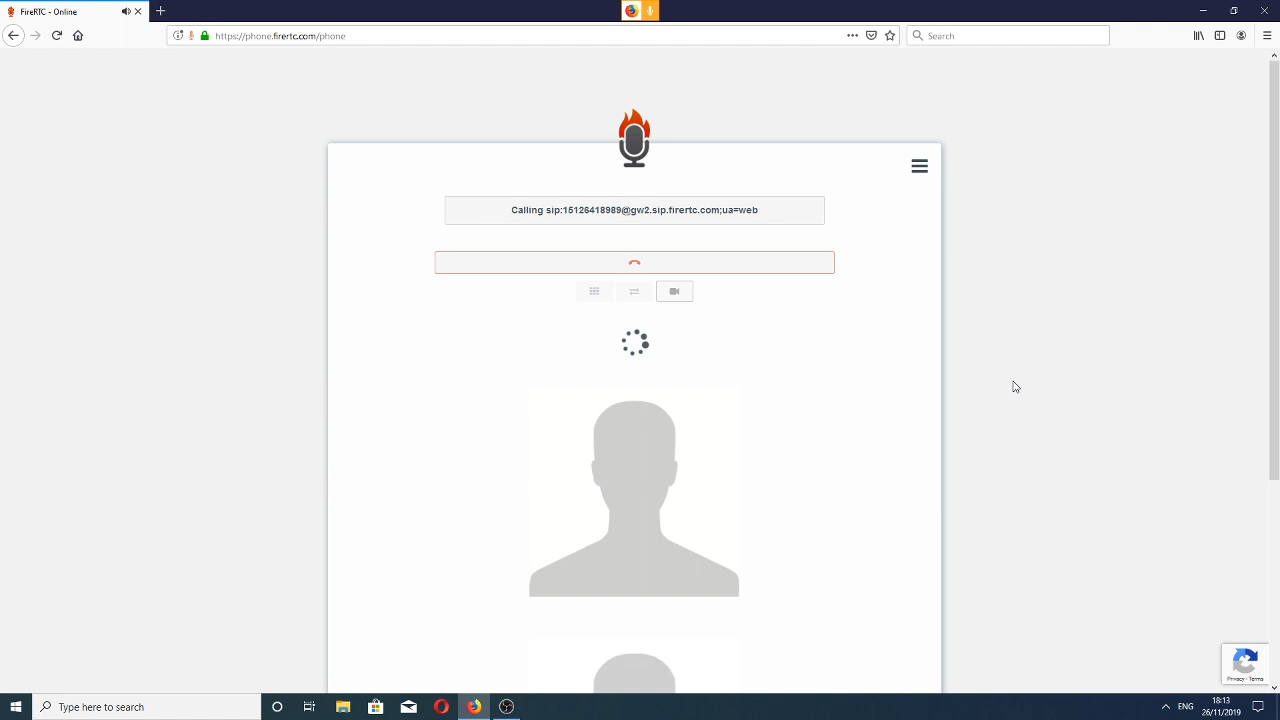 FireRTC - Online
https://phone.firertc.com/phone
Search
Calling sip:15126418989@gw2.sip.firertc.com;ua=web
Privacy - Terms
Type here to search
ENG
18:13
26/11/2019